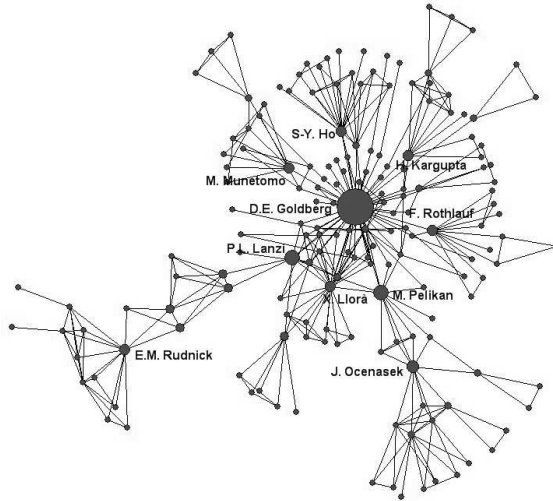 S-Y. Ho
H. Kargupta
M. Munetomo
D.E. Goldberg
F. Rothlauf
P.L. Lanzi
X. Llorà
M. Pelikan
E.M. Rudnick
J. Ocenasek